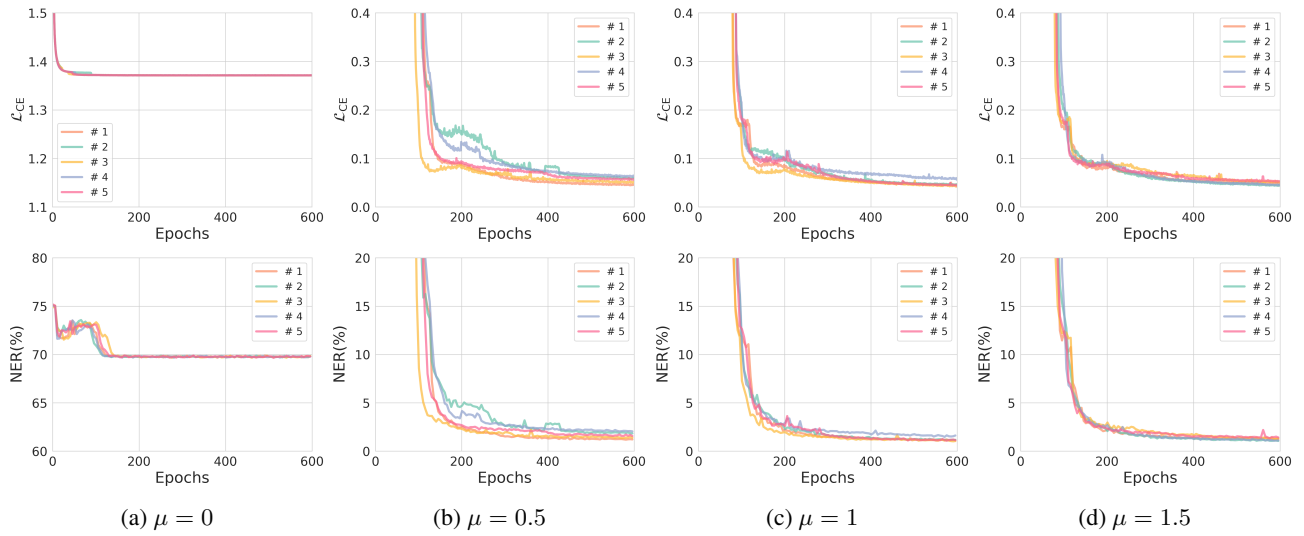 1.5
1.4
1.3
1.2
1.1
ℒCE
# 1
# 2
# 3
# 4
# 5
0 200 400 600
Epochs
0.4
0.3
0.2
0.1
0.0
ℒCE
# 1
# 2
# 3
# 4
# 5
0 200 400 600
Epochs
0.4
0.3
0.2
0.1
0.0
ℒCE
# 1
# 2
# 3
# 4
# 5
0 200 400 600
Epochs
0.4
0.3
0.2
0.1
0.0
ℒCE
# 1
# 2
# 3
# 4
# 5
0 200 400 600
Epochs
80
75
70
65
60
NER(%)
# 1
# 2
# 3
# 4
# 5
0 200 400 600
Epochs
20
15
10
5
0
NER(%)
# 1
# 2
# 3
# 4
# 5
0 200 400 600
Epochs
20
15
10
5
0
NER(%)
# 1
# 2
# 3
# 4
# 5
0 200 400 600
Epochs
20
15
10
5
0
NER(%)
# 1
# 2
# 3
# 4
# 5
0 200 400 600
Epochs
(a) μ = 0
(b) μ = 0.5
(c) μ = 1
(d) μ = 1.5